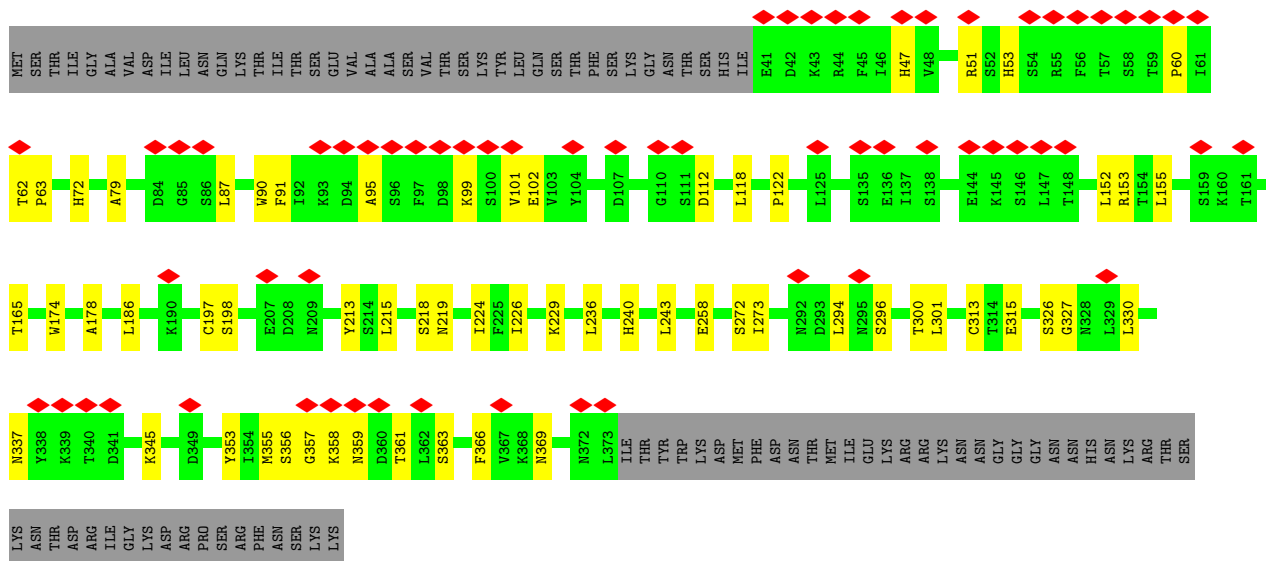 MET SER THR ILE GLY ALA VAL ASP ILE LEU ASN GLN LYS THR ILE THR SER GLU VAL ALA ALA SER VAL THR SER LYS TYR LEU GLN SER THR PHE SER LYS GLY ASN THR SER HIS ILE E41 D42 K43 R44 F45 I46 H47 V48 R51 S52 H53 S54 R55 F56 T57 S58 T59 P60 I61
T62 P63 H72 A79 D84 G85 S86 L87 W90 F91 I92 K93 D94 A95 S96 F97 D98 K99 S100 V101 E102 V103 Y104 D107 G110 S111 D112 L118 P122 L125 S135 E136 I137 S138 E144 K145 S146 L147 T148 L152 R153 T154 L155 S159 K160 T161
T165 W174 A178 L186 K190 C197 S198 E207 D208 N209 Y213 S214 L215 S218 N219 I224 F225 I226 K229 L236 H240 L243 E258 S272 I273 N292 D293 L294 N295 S296 T300 L301 C313 T314 E315 S326 G327 N328 L329 L330
N337 Y338 K339 T340 D341 K345 D349 Y353 I354 M355 S356 G357 K358 N359 D360 T361 L362 S363 F366 V367 K368 N369 N372 L373 ILE THR TYR TRP LYS ASP MET PHE ASP ASN THR MET ILE GLU LYS ARG ARG LYS ASN ASN GLY GLY GLY ASN ASN HIS ASN LYS ARG THR SER
LYS ASN THR ASP ARG ILE GLY LYS ASP ARG PRO SER ARG PHE ASN SER LYS LYS